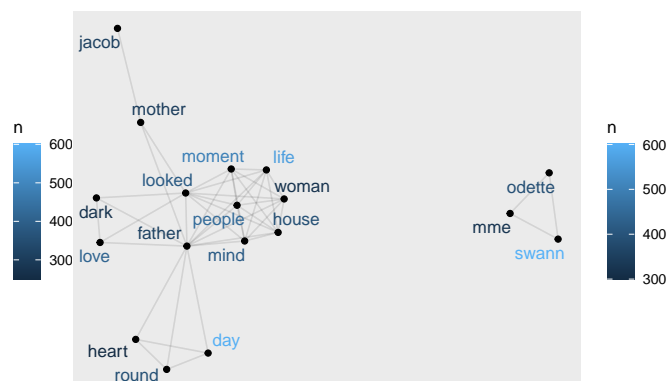 jacob
mother
moment
life
looked
woman
dark
people
house
father
love
mind
heart
day
round
odette
mme
swann
n
600
500
400
300
n
600
500
400
300